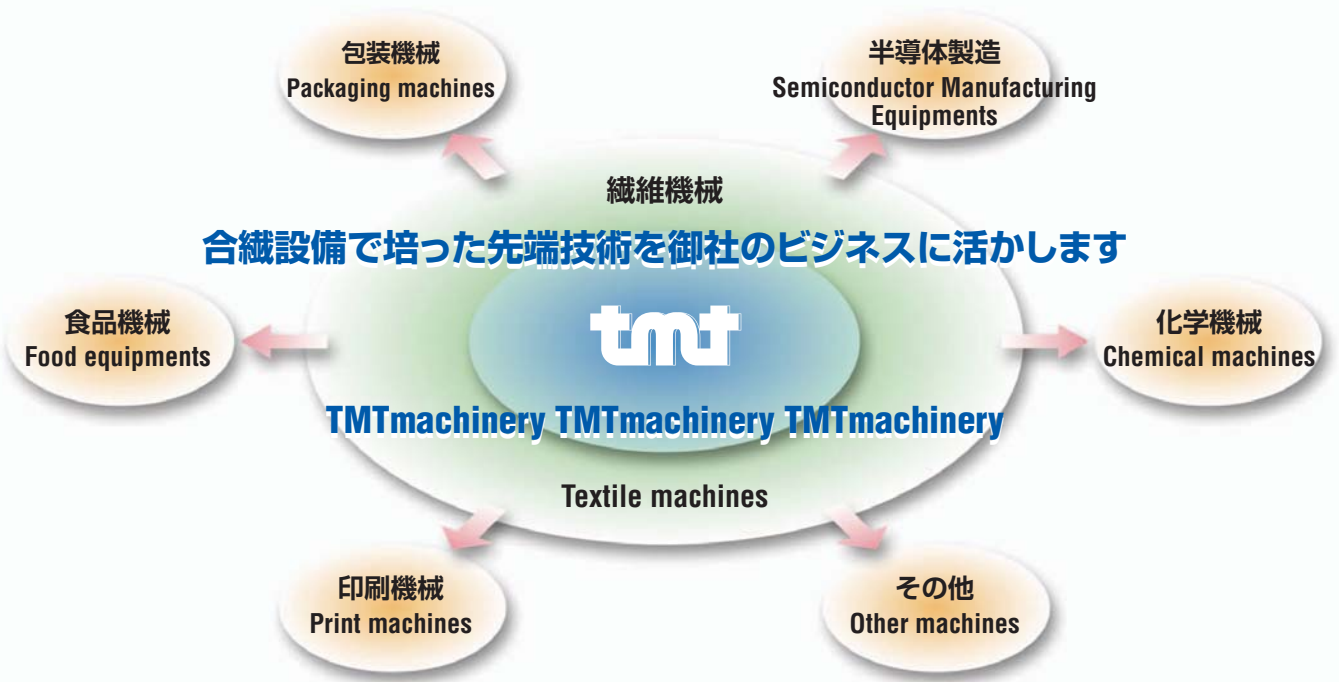 包装機械
Packaging machines
半導体製造
Semiconductor Manufacturing
Equipments
繊維機械
合繊設備で培った先端技術を御社のビジネスに活かします
食品機械
Food equipments
tmt
化学機械
Chemical machines
TMTmachinery TMTmachinery TMTmachinery
Textile machines
印刷機械
Print machines
その他
Other machines